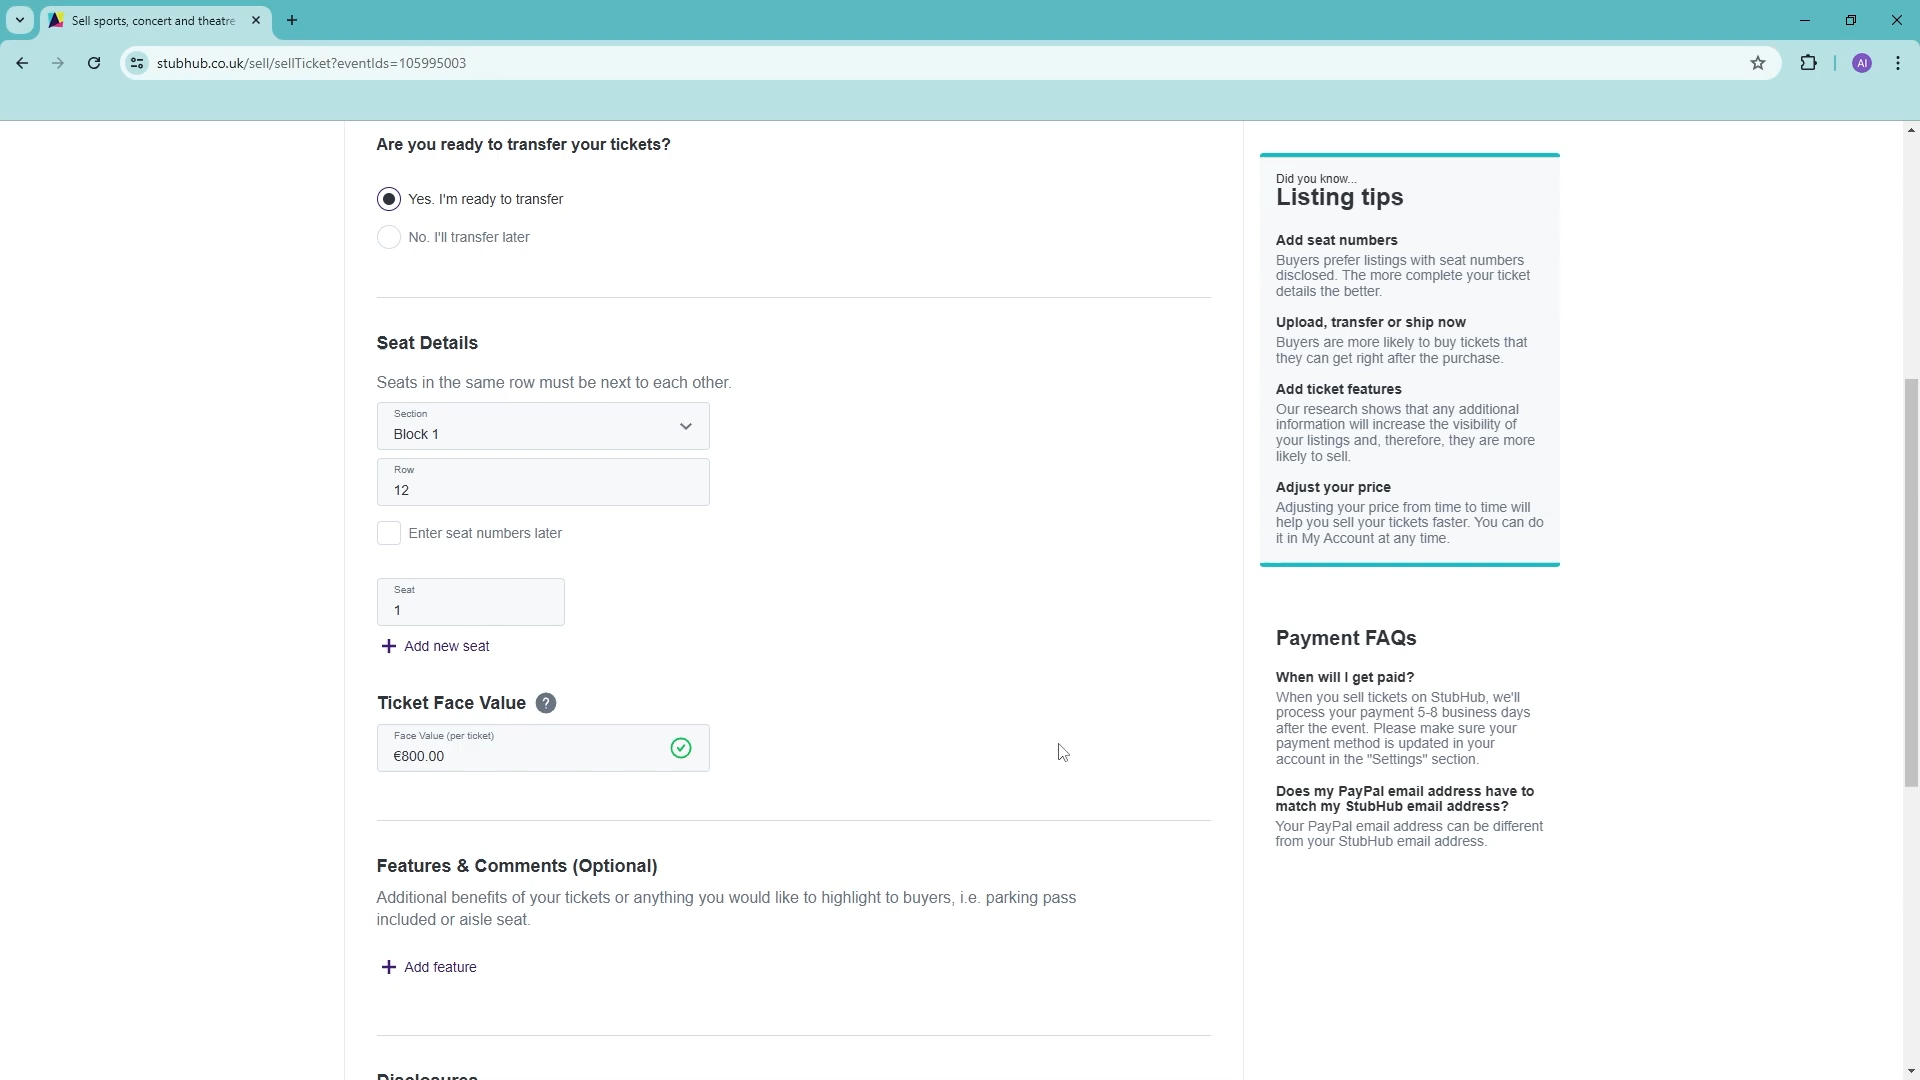 Sell sports, concert and theatre
stubhub.co.uk/sell/sellTicket?eventIds=105995003
AI
Are you ready to transfer your tickets?
Yes. I'm ready to transfer
No. I'll transfer later
Seat Details
Seats in the same row must be next to each other.
Section
Block 1
Row
12
Enter seat numbers later
Seat
1
+ Add new seat
Ticket Face Value ?
Face Value (per ticket)
€800.00
Features & Comments (Optional)
Additional benefits of your tickets or anything you would like to highlight to buyers, i.e. parking pass
included or aisle seat.
+ Add feature
Disclosures
Did you know...
Listing tips
Add seat numbers
Buyers prefer listings with seat numbers
disclosed. The more complete your ticket
details the better.
Upload, transfer or ship now
Buyers are more likely to buy tickets that
they can get right after the purchase.
Add ticket features
Our research shows that any additional
information will increase the visibility of
your listings and, therefore, they are more
likely to sell.
Adjust your price
Adjusting your price from time to time will
help you sell your tickets faster. You can do
it in My Account at any time.
Payment FAQs
When will I get paid?
When you sell tickets on StubHub, we'll
process your payment 5-8 business days
after the event. Please make sure your
payment method is updated in your
account in the "Settings" section.
Does my PayPal email address have to
match my StubHub email address?
Your PayPal email address can be different
from your StubHub email address.